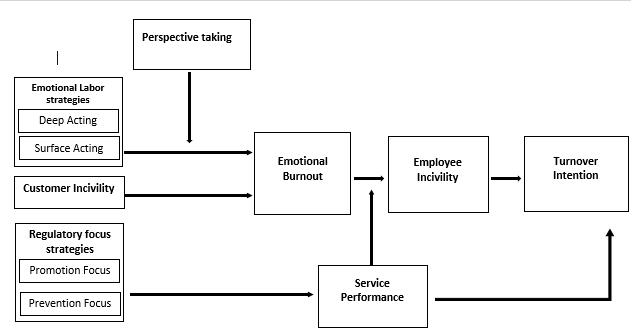 Perspective taking
Emotional Labor
strategies
Deep Acting
Surface Acting
Customer Incivility
Regulatory focus
strategies
Promotion Focus
Prevention Focus
Emotional
Burnout
Employee
Incivility
Turnover
Intention
Service
Performance